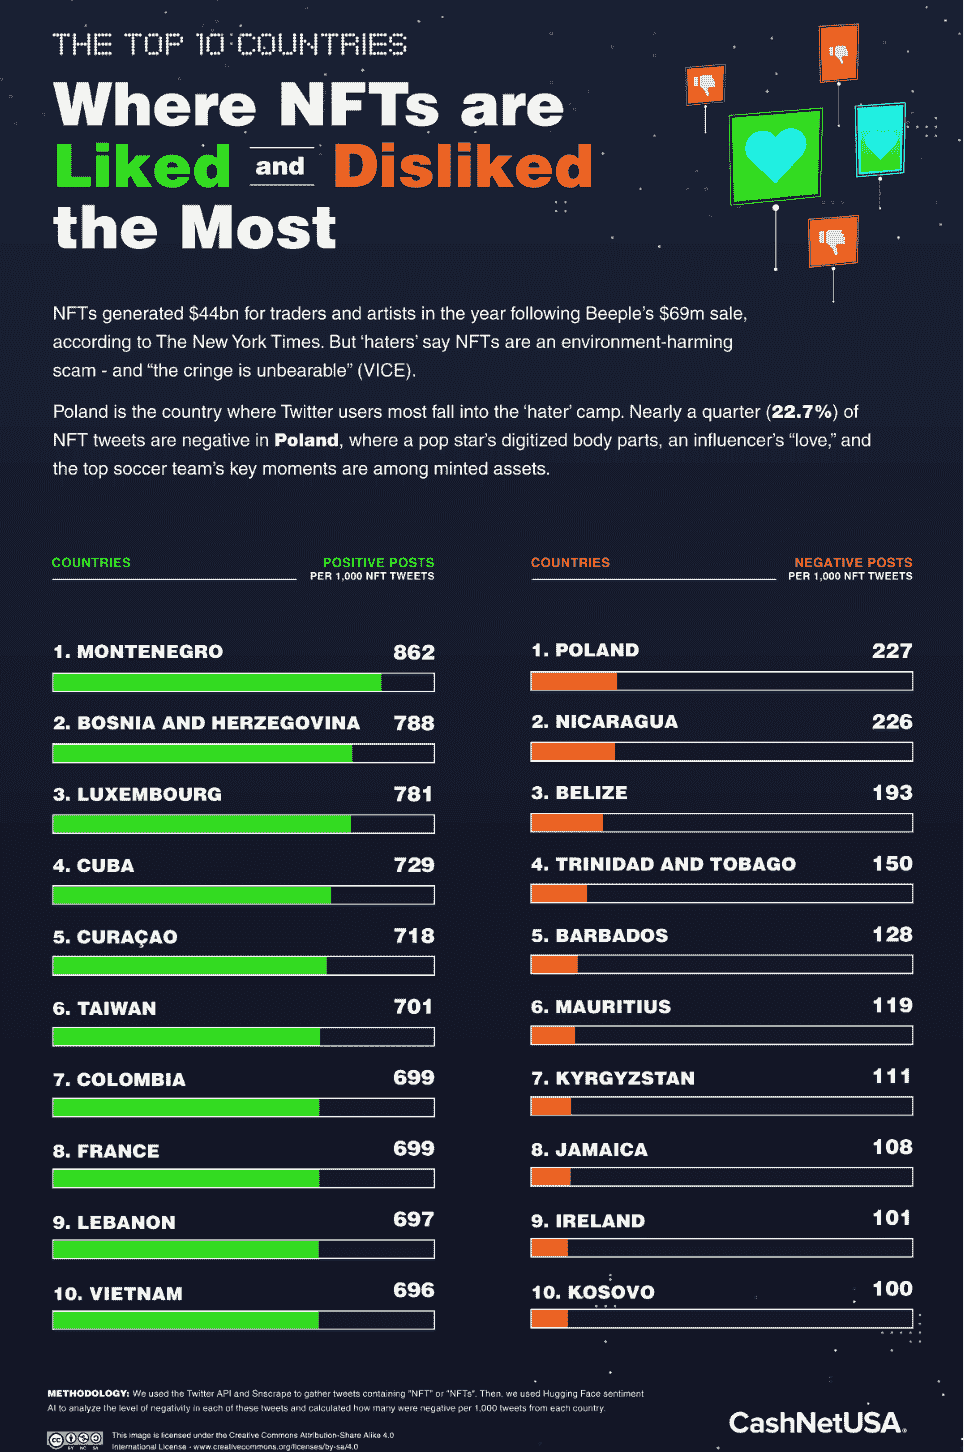 THE TOP 10 COUNTRIES
Where NFTs are
Liked and Disliked
the Most
NFTs generated $44bn for traders and artists in the year following Beeple's $69m sale,
according to The New York Times. But 'haters' say NFTs are an environment-harming
scam - and "the cringe is unbearable" (VICE).
Poland is the country where Twitter users most fall into the 'hater' camp. Nearly a quarter (22.7%) of
NFT tweets are negative in Poland, where a pop star's digitized body parts, an influencer's "love," and
the top soccer team's key moments are among minted assets.
COUNTRIES POSITIVE POSTS
PER 1,000 NFT TWEETS
1. MONTENEGRO 862
2. BOSNIA AND HERZEGOVINA 788
3. LUXEMBOURG 781
4. CUBA 729
5. CURAÇAO 718
6. TAIWAN 701
7. COLOMBIA 699
8. FRANCE 699
9. LEBANON 697
10. VIETNAM 696
COUNTRIES NEGATIVE POSTS
PER 1,000 NFT TWEETS
1. POLAND 227
2. NICARAGUA 226
3. BELIZE 193
4. TRINIDAD AND TOBAGO 150
5. BARBADOS 128
6. MAURITIUS 119
7. KYRGYZSTAN 111
8. JAMAICA 108
9. IRELAND 101
10. KOSOVO 100
METHODOLOGY: We used the Twitter API and Snscrape to gather tweets containing "NFT" or "NFTs". Then, we used Hugging Face sentiment
AI to analyze the level of negativity in each of these tweets and calculated how many were negative per 1,000 tweets from each country.
This image is licensed under the Creative Commons Attribution-Share Alike 4.0
International License - www.creativecommons.org/licenses/by-sa/4.0
CashNetUSA